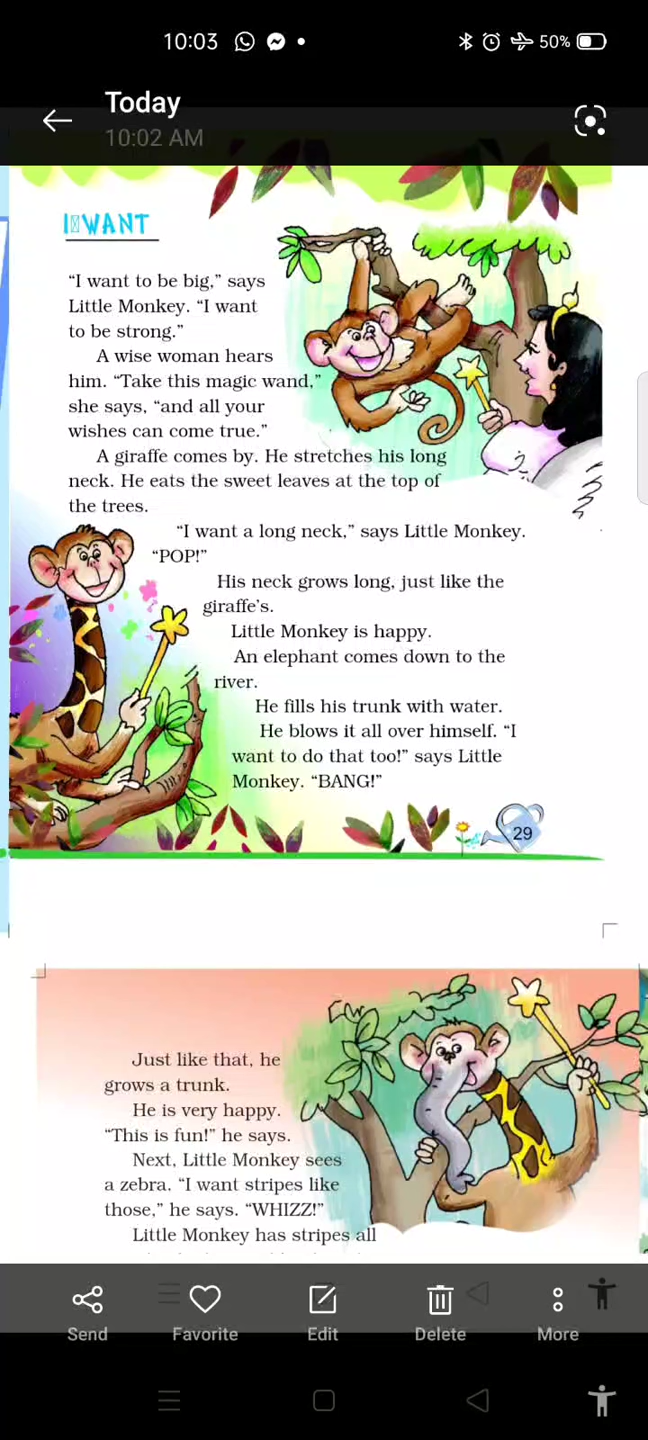 10:03
50%
Today
10:02 AM
I WANT
“I want to be big,” says
Little Monkey. “I want
to be strong.”
A wise woman hears
him. “Take this magic wand,”
she says, “and all your
wishes can come true.”
A giraffe comes by. He stretches his long
neck. He eats the sweet leaves at the top of
the trees.
“I want a long neck,” says Little Monkey.
“POP!”
His neck grows long, just like the
giraffe’s.
Little Monkey is happy.
An elephant comes down to the
river.
He fills his trunk with water.
He blows it all over himself. “I
want to do that too!” says Little
Monkey. “BANG!”
29
Just like that, he
grows a trunk.
He is very happy.
“This is fun!” he says.
Next, Little Monkey sees
a zebra. “I want stripes like
those,” he says. “WHIZZ!”
Little Monkey has stripes all
Send
Favorite
Edit
Delete
More